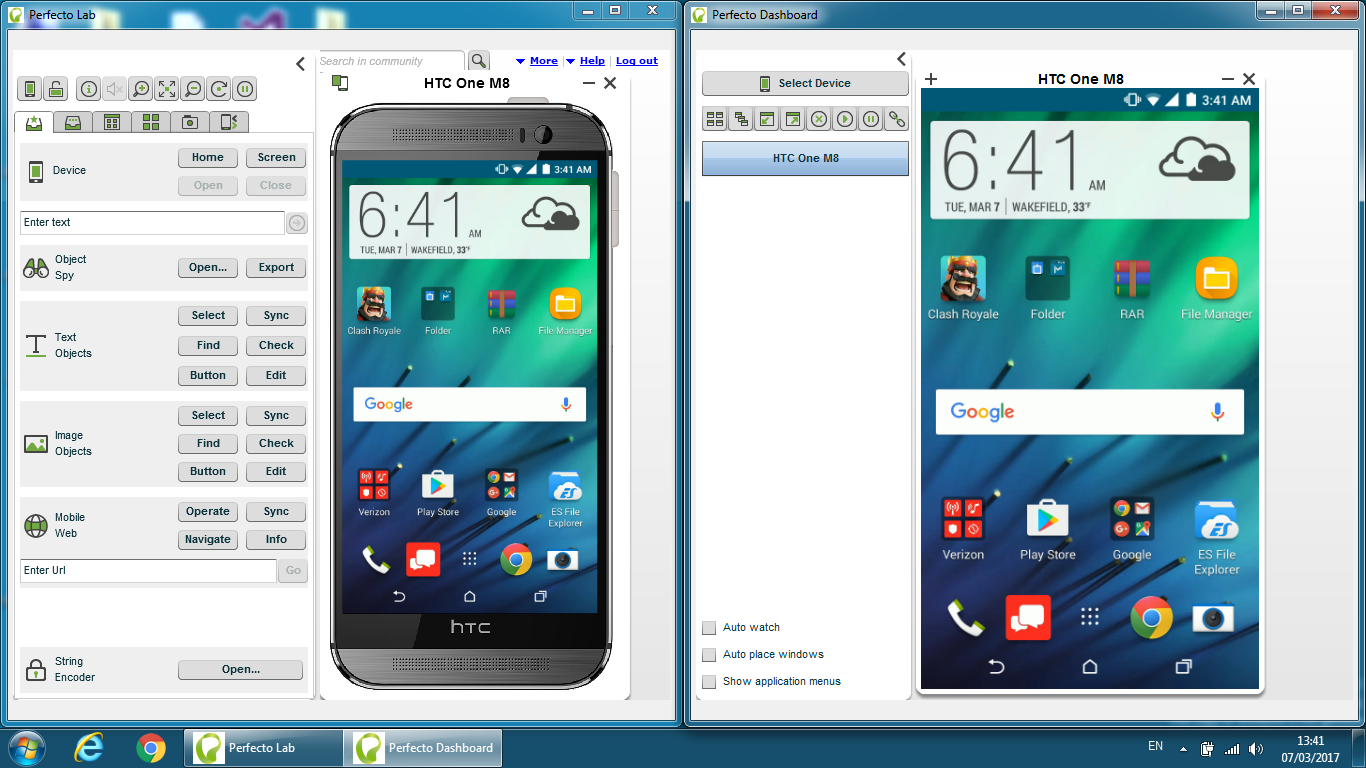 Perfecto Lab
Search in community
More
Help
Log out
HTC One M8
Device
Home
Screen
Open
Close
Enter text
Object
Spy
Open...
Export
Text
Objects
Select
Sync
Find
Check
Button
Edit
Image
Objects
Select
Sync
Find
Check
Button
Edit
Mobile
Web
Operate
Sync
Navigate
Info
Enter Url
Go
String
Encoder
Open...
3:41 AM
6:41 AM
TUE, MAR 7 | WAKEFIELD, 33°F
Clash Royale
Folder
RAR
File Manager
Google
Verizon
Play Store
Google
ES File
Explorer
hTC
Perfecto Dashboard
Select Device
HTC One M8
Auto watch
Auto place windows
Show application menus
HTC One M8
3:41 AM
6:41 AM
TUE, MAR 7 | WAKEFIELD, 33°F
Clash Royale
Folder
RAR
File Manager
Google
Verizon
Play Store
Google
ES File
Explorer
Perfecto Lab
Perfecto Dashboard
EN
13:41
07/03/2017